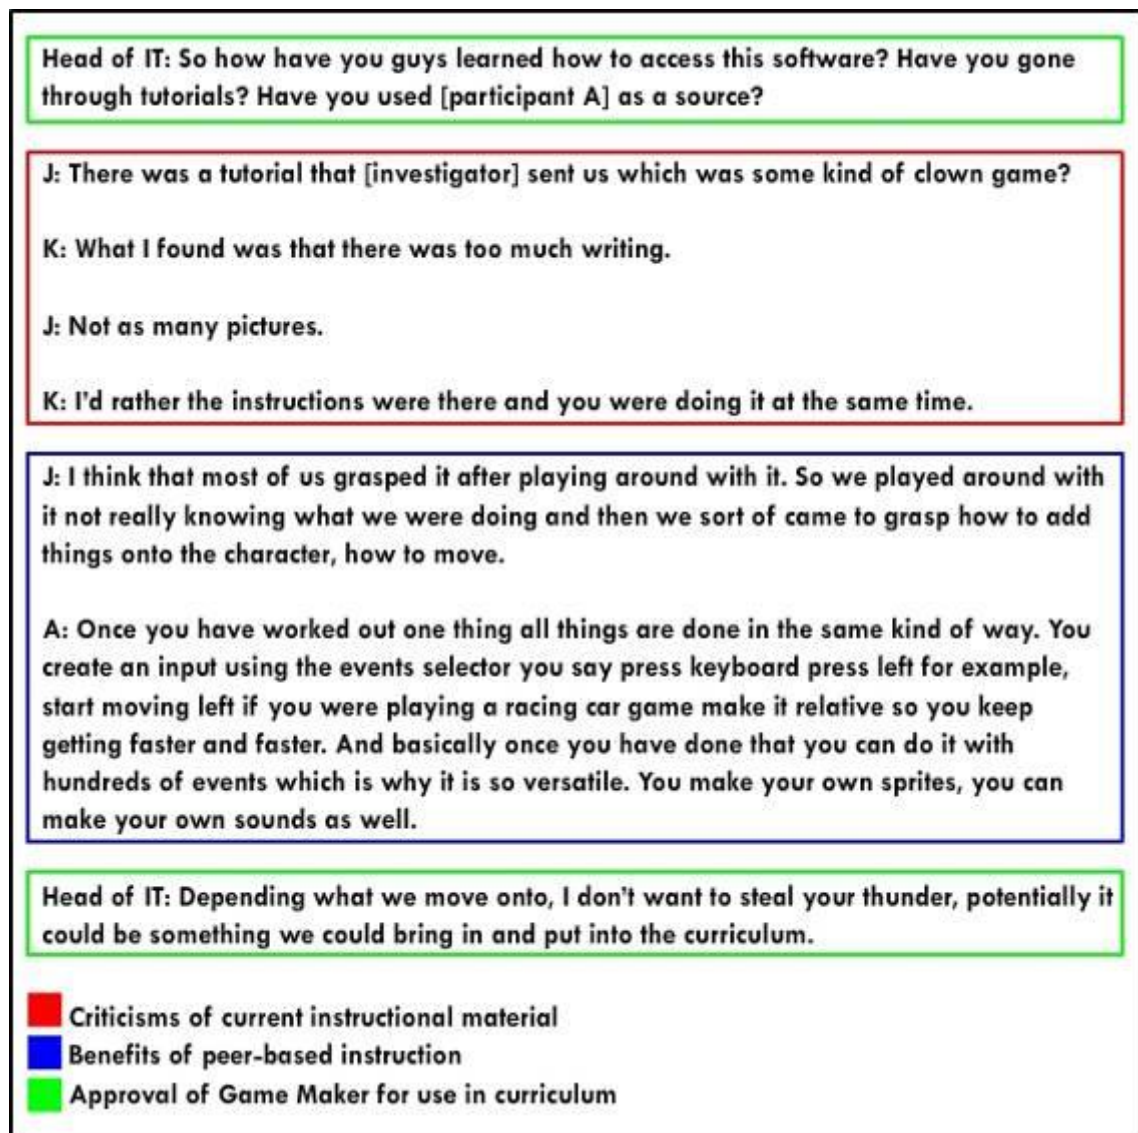 Head of IT: So how have you guys learned how to access this software? Have you gone
through tutorials? Have you used [participant A] as a source?
J: There was a tutorial that [investigator] sent us which was some kind of clown game?
K: What I found was that there was too much writing.
J: Not as many pictures.
K: I'd rather the instructions were there and you were doing it at the same time.
J: I think that most of us grasped it after playing around with it. So we played around with
it not really knowing what we were doing and then we sort of came to grasp how to add
things onto the character, how to move.
A: Once you have worked out one thing all things are done in the same kind of way. You
create an input using the events selector you say press keyboard press left for example,
start moving left if you were playing a racing car game make it relative so you keep
getting faster and faster. And basically once you have done that you can do it with
hundreds of events which is why it is so versatile. You make your own sprites, you can
make your own sounds as well.
Head of IT: Depending what we move onto, I don't want to steal your thunder, potentially it
could be something we could bring in and put into the curriculum.
Criticisms of current instructional material
Benefits of peer-based instruction
Approval of Game Maker for use in curriculum